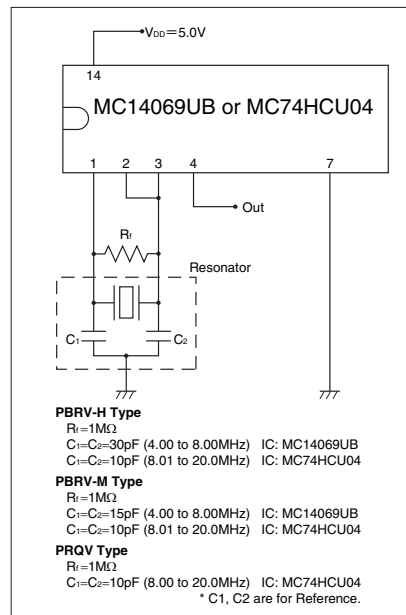 VDD=5.0V
14
MC14069UB or MC74HCU04
1 2 3 4 7
Out
Rf
Resonator
C1 C2
PBRV-H Type
Rf=1MΩ
C1=C2=30pF (4.00 to 8.00MHz) IC: MC14069UB
C1=C2=10pF (8.01 to 20.0MHz) IC: MC74HCU04
PBRV-M Type
Rf=1MΩ
C1=C2=15pF (4.00 to 8.00MHz) IC: MC14069UB
C1=C2=10pF (8.01 to 20.0MHz) IC: MC74HCU04
PRQV Type
Rf=1MΩ
C1=C2=10pF (8.00 to 20.0MHz) IC: MC74HCU04
* C1, C2 are for Reference.